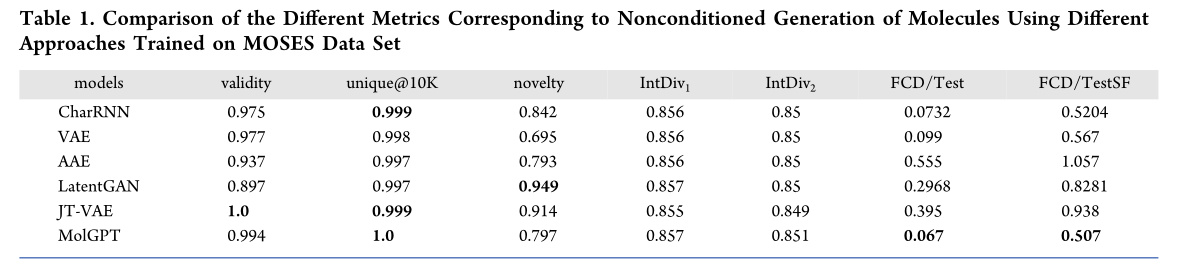 Table 1. Comparison of the Different Metrics Corresponding to Nonconditioned Generation of Molecules Using Different
Approaches Trained on MOSES Data Set
models validity unique@10K novelty IntDiv₁ IntDiv₂ FCD/Test FCD/TestSF
CharRNN 0.975 0.999 0.842 0.856 0.85 0.0732 0.5204
VAE 0.977 0.998 0.695 0.856 0.85 0.099 0.567
AAE 0.937 0.997 0.793 0.856 0.85 0.555 1.057
LatentGAN 0.897 0.997 0.949 0.857 0.85 0.2968 0.8281
JT-VAE 1.0 0.999 0.914 0.855 0.849 0.395 0.938
MolGPT 0.994 1.0 0.797 0.857 0.851 0.067 0.507